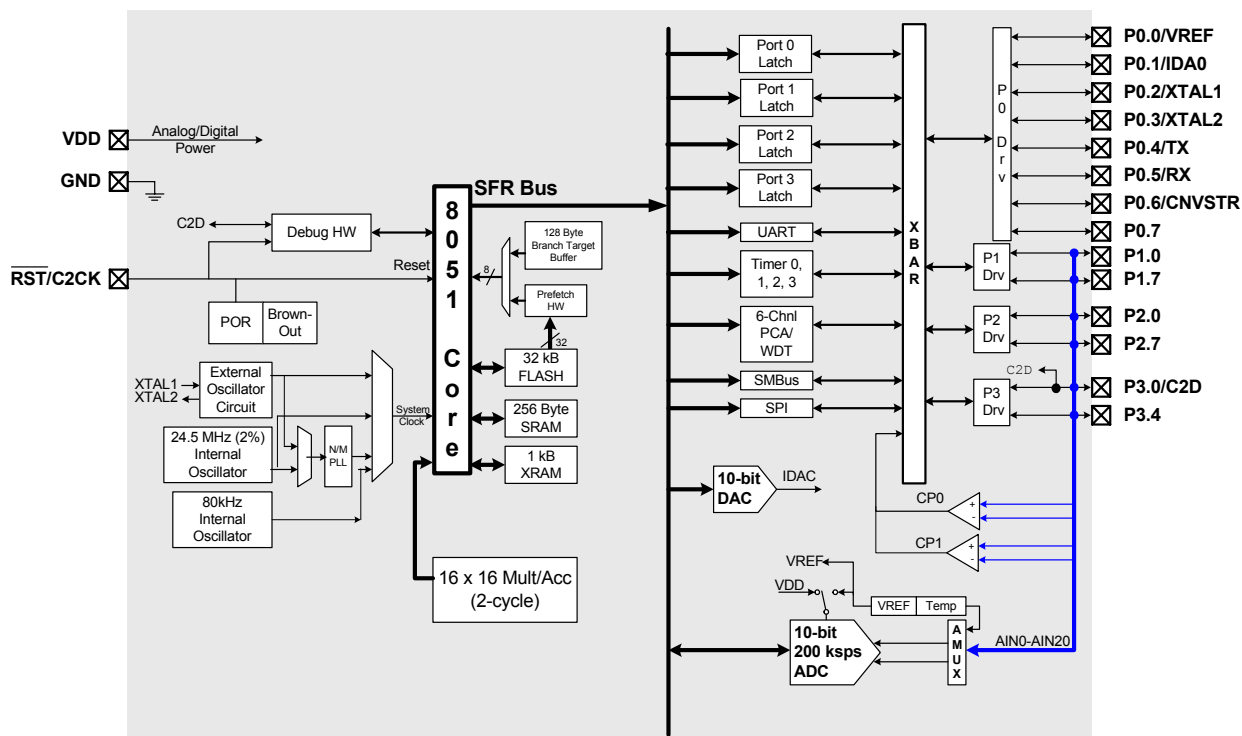 VDD
Analog/Digital
Power
GND
C2D
Debug HW
RST/C2CK
Reset
POR
Brown-
Out
XTAL1
XTAL2
External
Oscillator
Circuit
24.5 MHz (2%)
Internal
Oscillator
N/M
PLL
80kHz
Internal
Oscillator
System
Clock
8051 Core
SFR Bus
128 Byte
Branch Target
Buffer
8
Prefetch
HW
32
32 kB
FLASH
256 Byte
SRAM
1 kB
XRAM
16 x 16 Mult/Acc
(2-cycle)
Port 0
Latch
Port 1
Latch
Port 2
Latch
Port 3
Latch
UART
Timer 0,
1, 2, 3
6-Chnl
PCA/
WDT
SMBus
SPI
XBAR
P0 Drv
P1
Drv
P2
Drv
P3
Drv
C2D
P0.0/VREF
P0.1/IDA0
P0.2/XTAL1
P0.3/XTAL2
P0.4/TX
P0.5/RX
P0.6/CNVSTR
P0.7
P1.0
P1.7
P2.0
P2.7
P3.0/C2D
P3.4
10-bit
DAC
IDAC
CP0
+
-
CP1
+
-
VREF
VDD
VREF
Temp
10-bit
200 ksps
ADC
AMUX
AIN0-AIN20